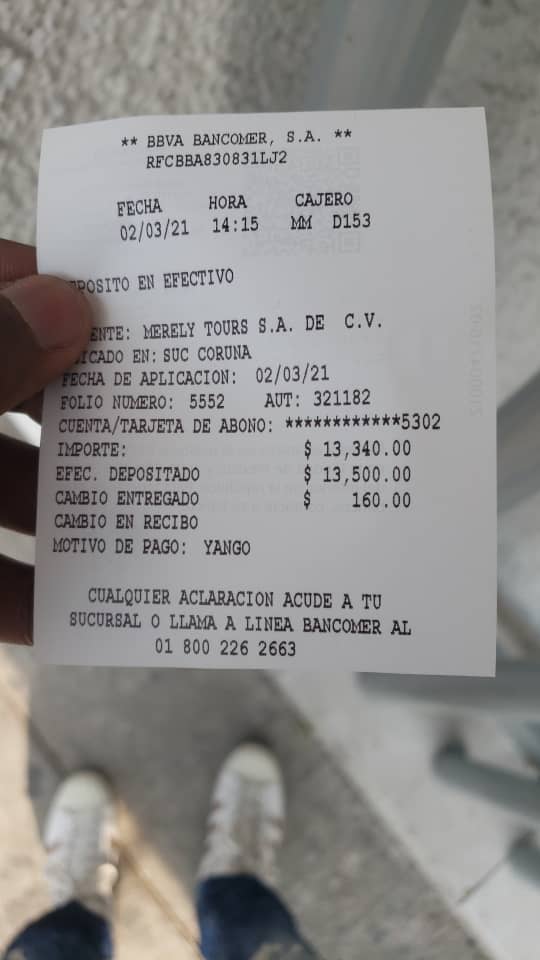 ** BBVA BANCOMER, S.A. **
RFCBBA830831LJ2
FECHA HORA CAJERO
02/03/21 14:15 MM D153
POSITO EN EFECTIVO
ENTE: MERELY TOURS S.A. DE C.V.
ICADO EN: SUC CORUNA
FECHA DE APLICACION: 02/03/21
FOLIO NUMERO: 5552 AUT: 321182
CUENTA/TARJETA DE ABONO: ************5302
IMPORTE: $ 13,340.00
EFEC. DEPOSITADO $ 13,500.00
CAMBIO ENTREGADO $ 160.00
CAMBIO EN RECIBO
MOTIVO DE PAGO: YANGO
CUALQUIER ACLARACION ACUDE A TU
SUCURSAL O LLAMA A LINEA BANCOMER AL
01 800 226 2663